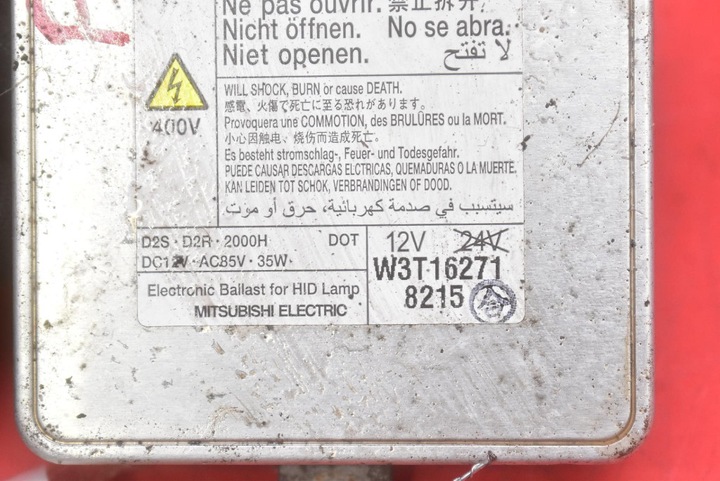 Ne pas ouvrir. 禁止拆开.
Nicht öffnen. No se abra.
Niet openen. لا تفتح
400V
WILL SHOCK, BURN or cause DEATH.
感電、火傷で死亡に至る恐れがあります。
Provoquera une COMMOTION, des BRULÛRES ou la MORT.
小心因触电、烧伤而造成死亡。
Es besteht stromschlag-, Feuer- und Todesgefahr.
PUEDE CAUSAR DESCARGAS ELCTRICAS, QUEMADURAS O LA MUERTE.
KAN LEIDEN TOT SCHOK, VERBRANDINGEN OF DOOD.
سيتسبب في صدمة كهربائية، حرق أو موت
D2S · D2R · 2000H DOT
DC12V · AC85V · 35W
Electronic Ballast for HID Lamp
MITSUBISHI ELECTRIC
12V 24V
W3T16271
8215